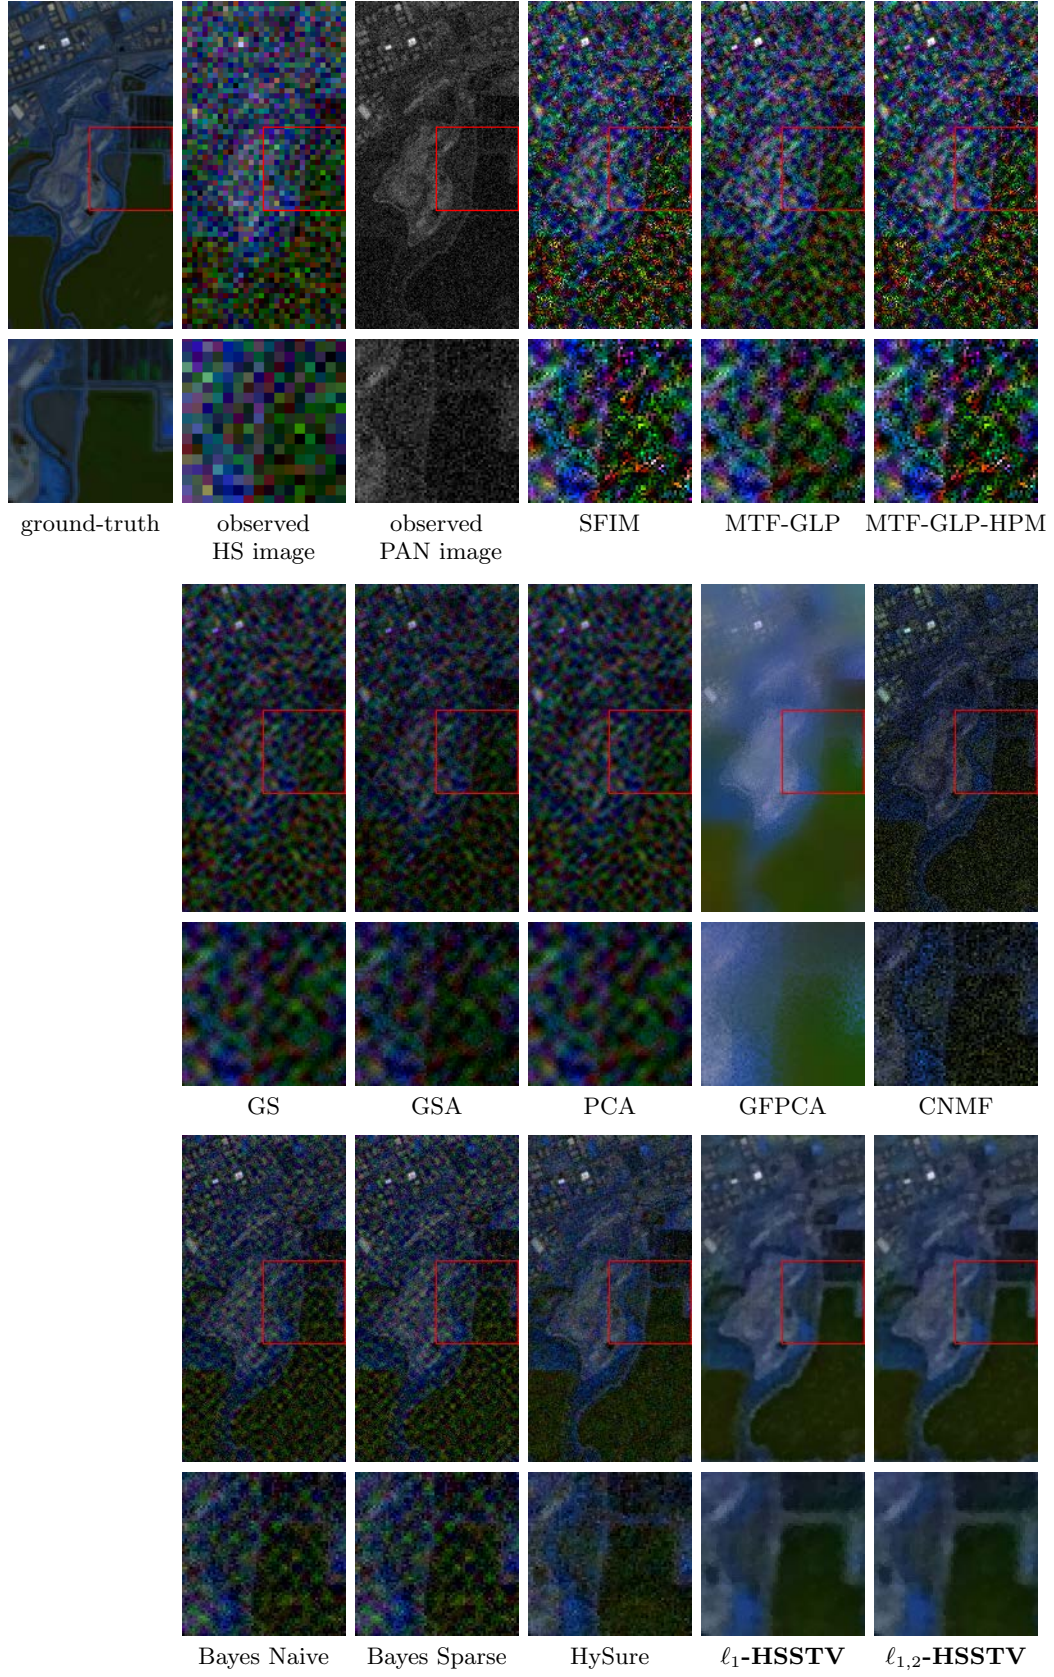 ground-truth
observed
HS image
observed
PAN image
SFIM
MTF-GLP
MTF-GLP-HPM
GS
GSA
PCA
GFPCA
CNMF
Bayes Naive
Bayes Sparse
HySure
ℓ1-HSSTV
ℓ1,2-HSSTV